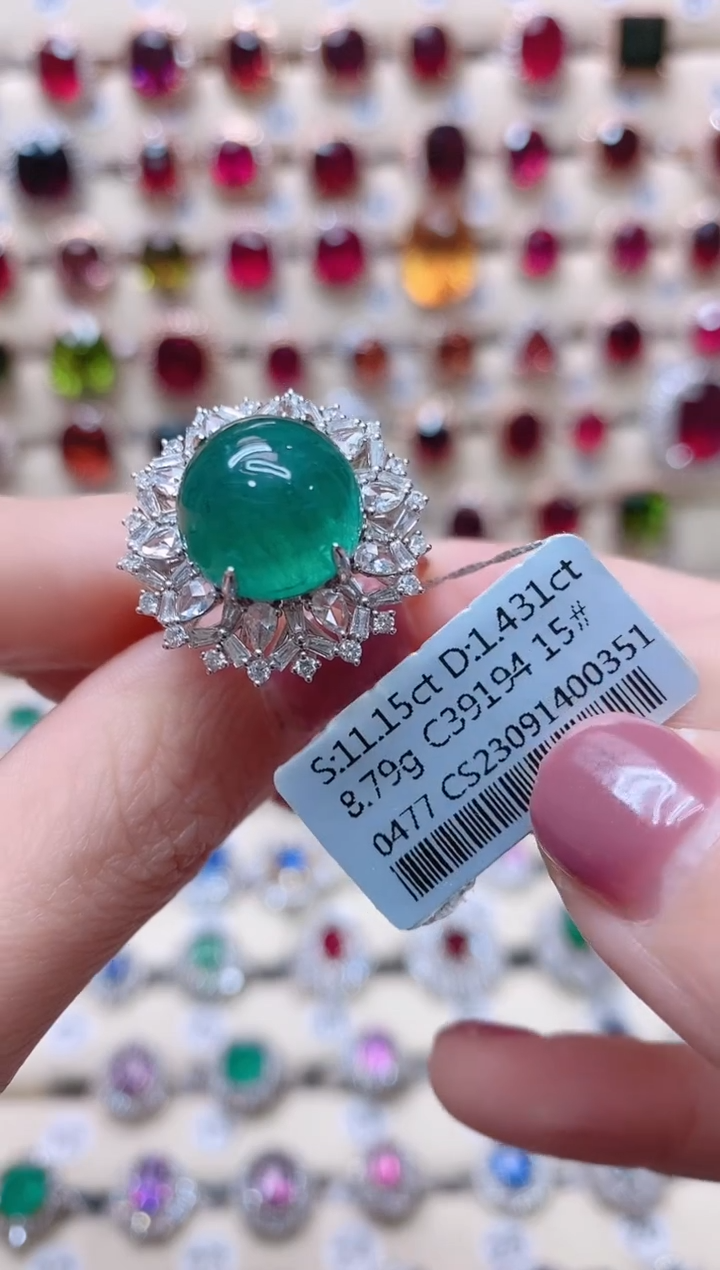 S:11.15ct D:1.431ct
8.79g C39194 15#
0477 CS23091400351